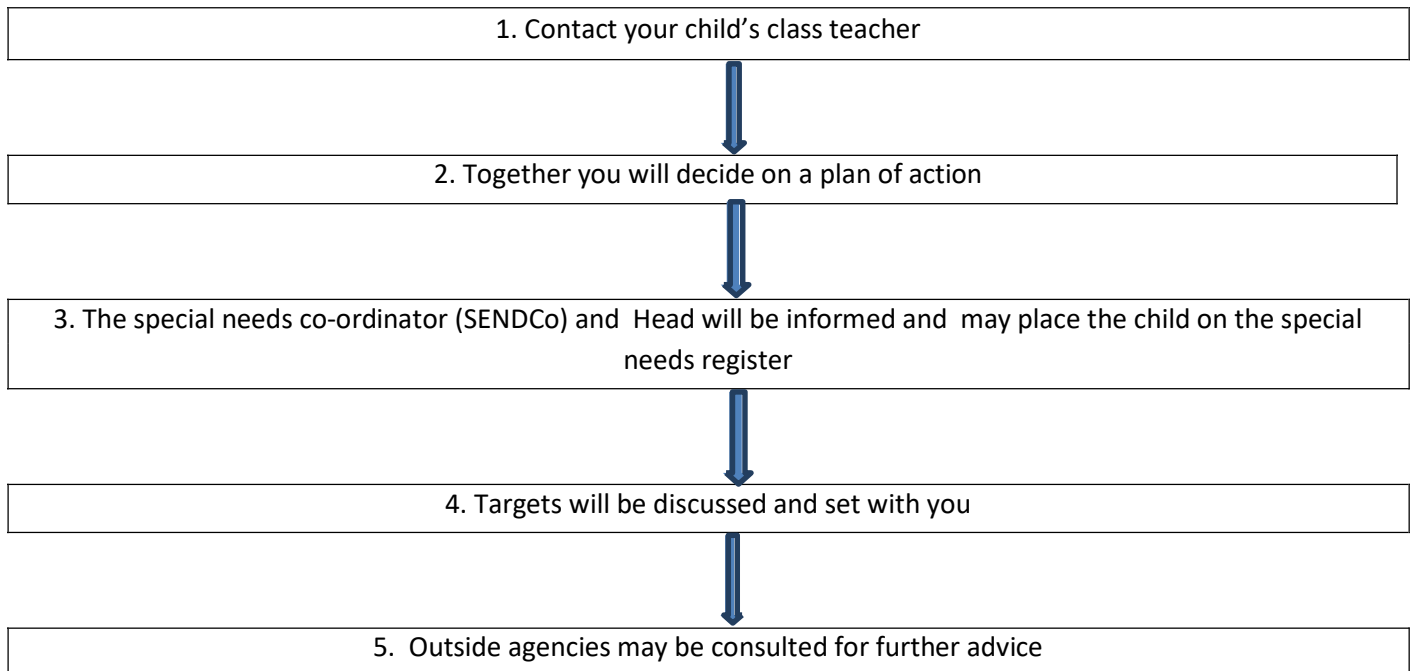 1. Contact your child’s class teacher
2. Together you will decide on a plan of action
3. The special needs co-ordinator (SENDCo) and Head will be informed and may place the child on the special
needs register
4. Targets will be discussed and set with you
5. Outside agencies may be consulted for further advice